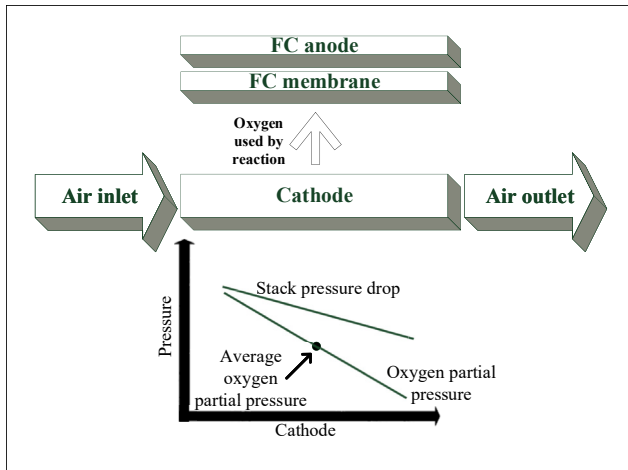 FC anode
FC membrane
Oxygen
used by
reaction
Air inlet
Cathode
Air outlet
Stack pressure drop
Pressure
Average
oxygen
partial pressure
Oxygen partial
pressure
Cathode